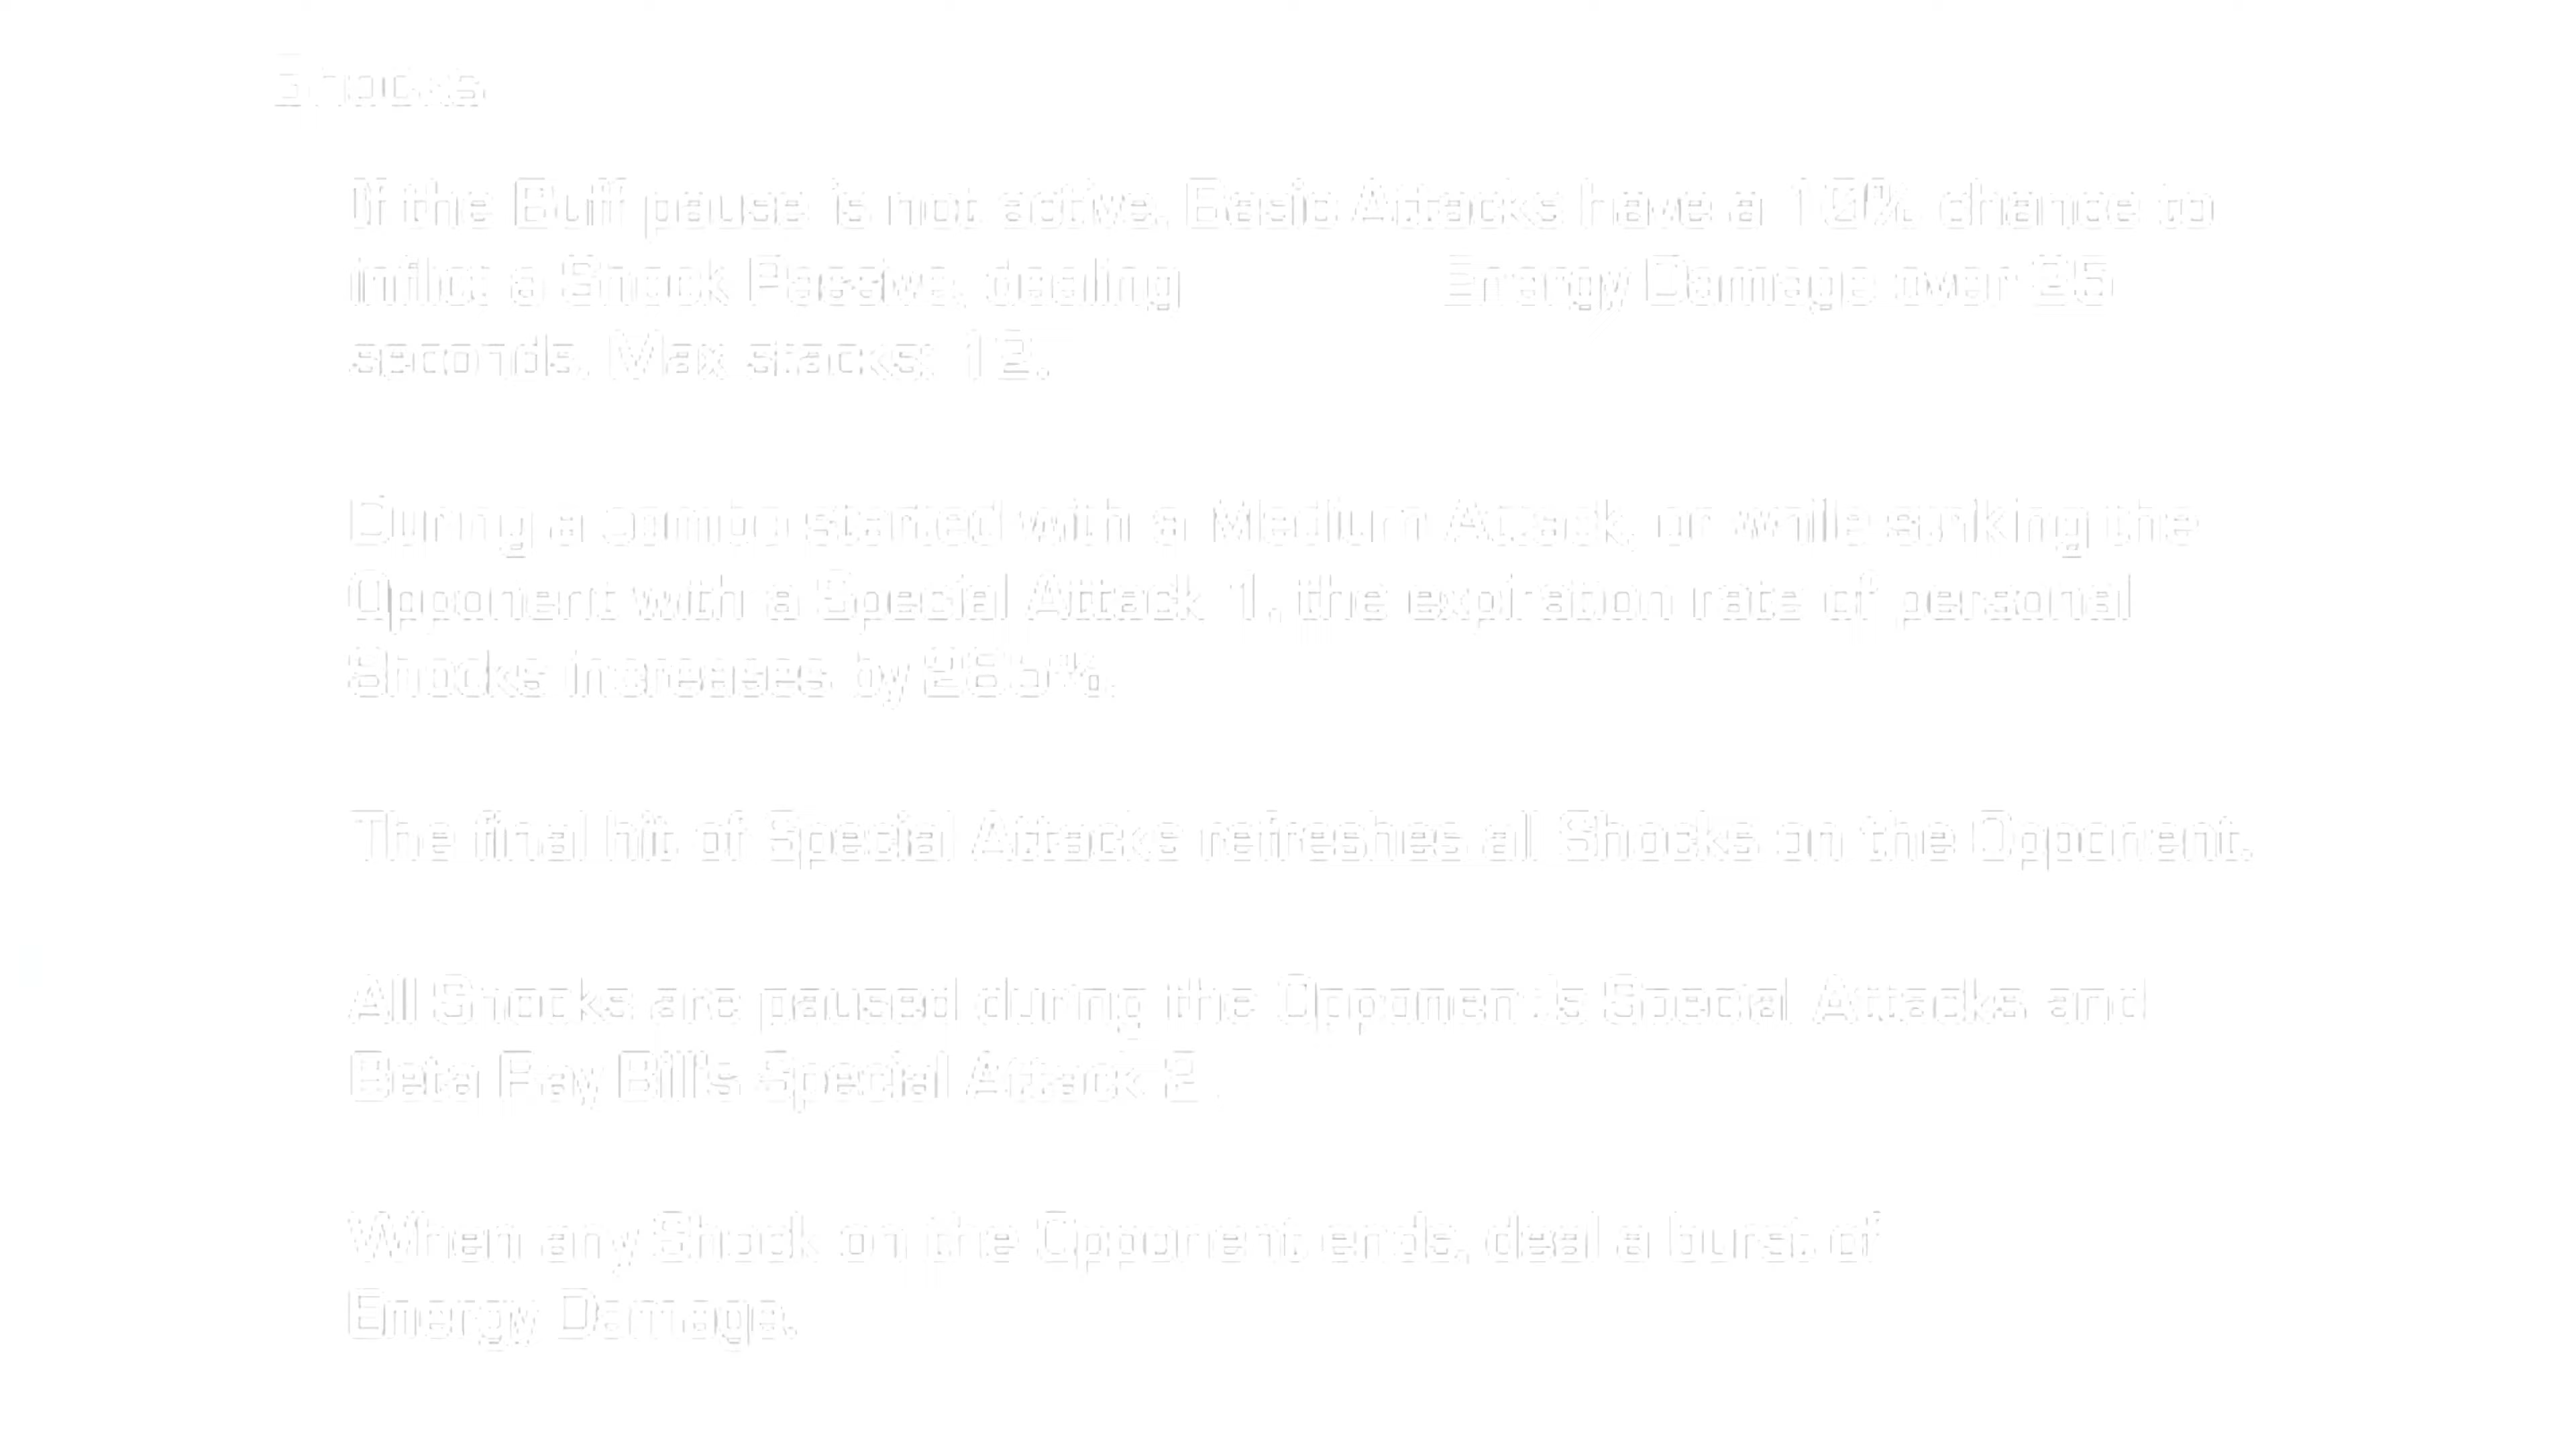 Shocks
If the Buff pause is not active, Basic Attacks have a 10% chance to
inflict a Shock Passive, dealing Energy Damage over 25
seconds. Max stacks: 12.
During a combo started with a Medium Attack, or while striking the
Opponent with a Special Attack 1, the expiration rate of personal
Shocks increases by
The final hit of Special Attacks refreshes all Shocks on the Opponent.
All Shocks are paused during the Opponent's Special Attacks and
Beta Ray Bill's Special Attack 2.
When any Shock on the Opponent ends, deal a burst of
Energy Damage.